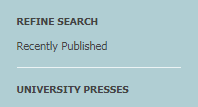 REFINE SEARCH
Recently Published
UNIVERSITY PRESSES